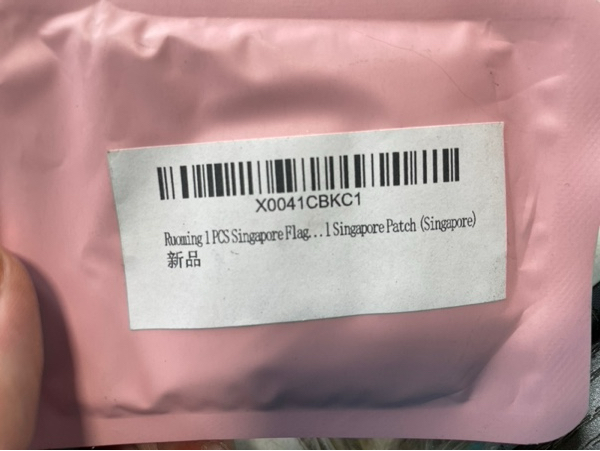 X0041CBKC1
Ruoming 1 PCS Singapore Flag...1 Singapore Patch (Singapore)
新品